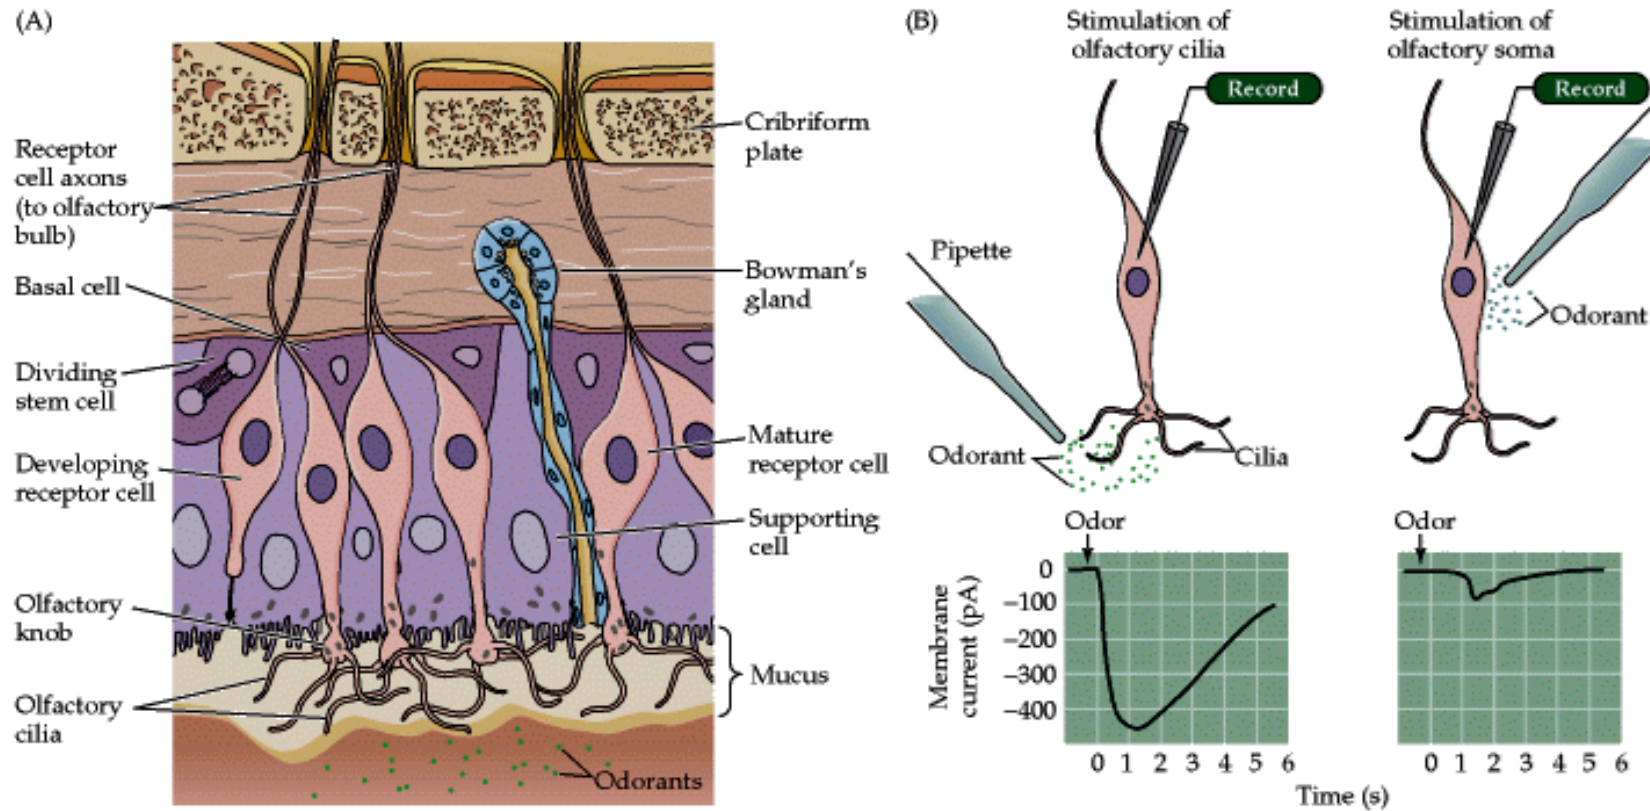 (A)
Receptor
cell axons
(to olfactory
bulb)
Basal cell
Dividing
stem cell
Developing
receptor cell
Olfactory
knob
Olfactory
cilia
Cribriform
plate
Bowman's
gland
Mature
receptor cell
Supporting
cell
Mucus
Odorants
(B)
Stimulation of
olfactory cilia
Record
Pipette
Odorant
Cilia
Stimulation of
olfactory soma
Record
Odorant
Odor
Membrane
current (pA)
0
−100
−200
−300
−400
0 1 2 3 4 5 6
Odor
0 1 2 3 4 5 6
Time (s)